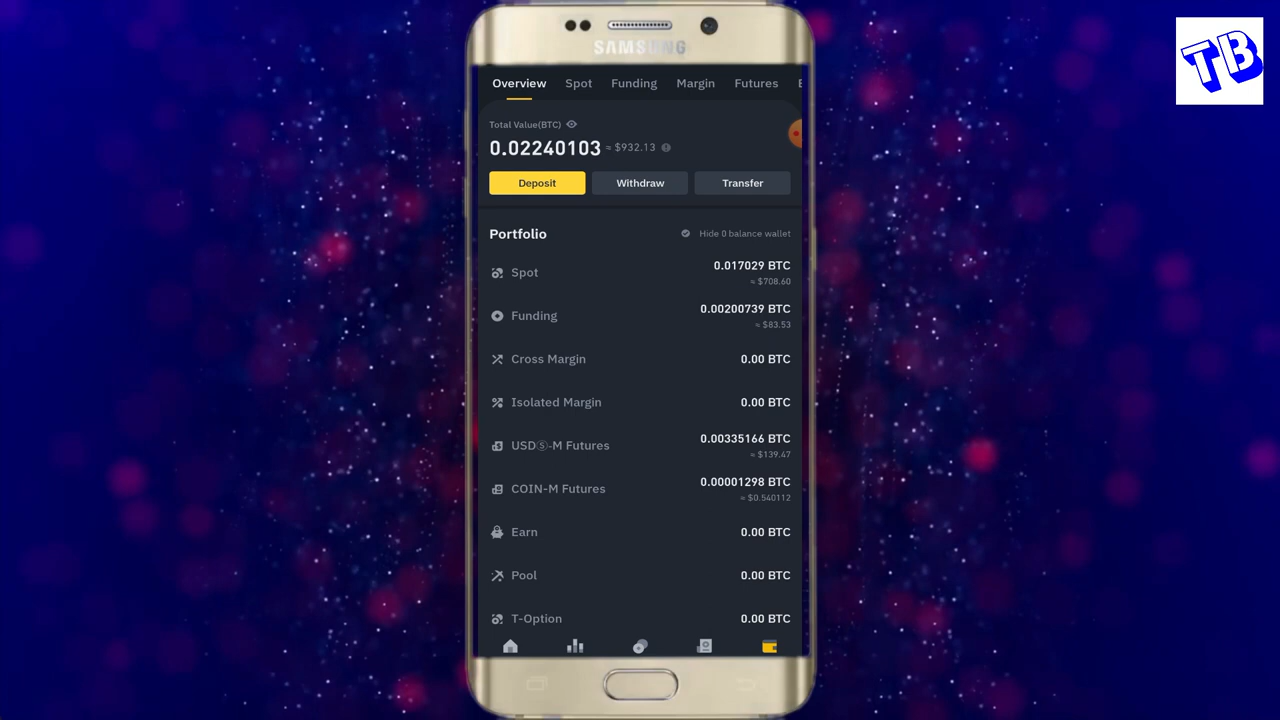 SAMSUNG
TB
Overview Spot Funding Margin Futures E
Total Value(BTC)
0.02240103 ≈ $932.13
Deposit Withdraw Transfer
Portfolio Hide 0 balance wallet
Spot 0.017029 BTC
≈ $708.60
Funding 0.00200739 BTC
≈ $83.53
Cross Margin 0.00 BTC
Isolated Margin 0.00 BTC
USDⓈ-M Futures 0.00335166 BTC
≈ $139.47
COIN-M Futures 0.00001298 BTC
≈ $0.540112
Earn 0.00 BTC
Pool 0.00 BTC
T-Option 0.00 BTC